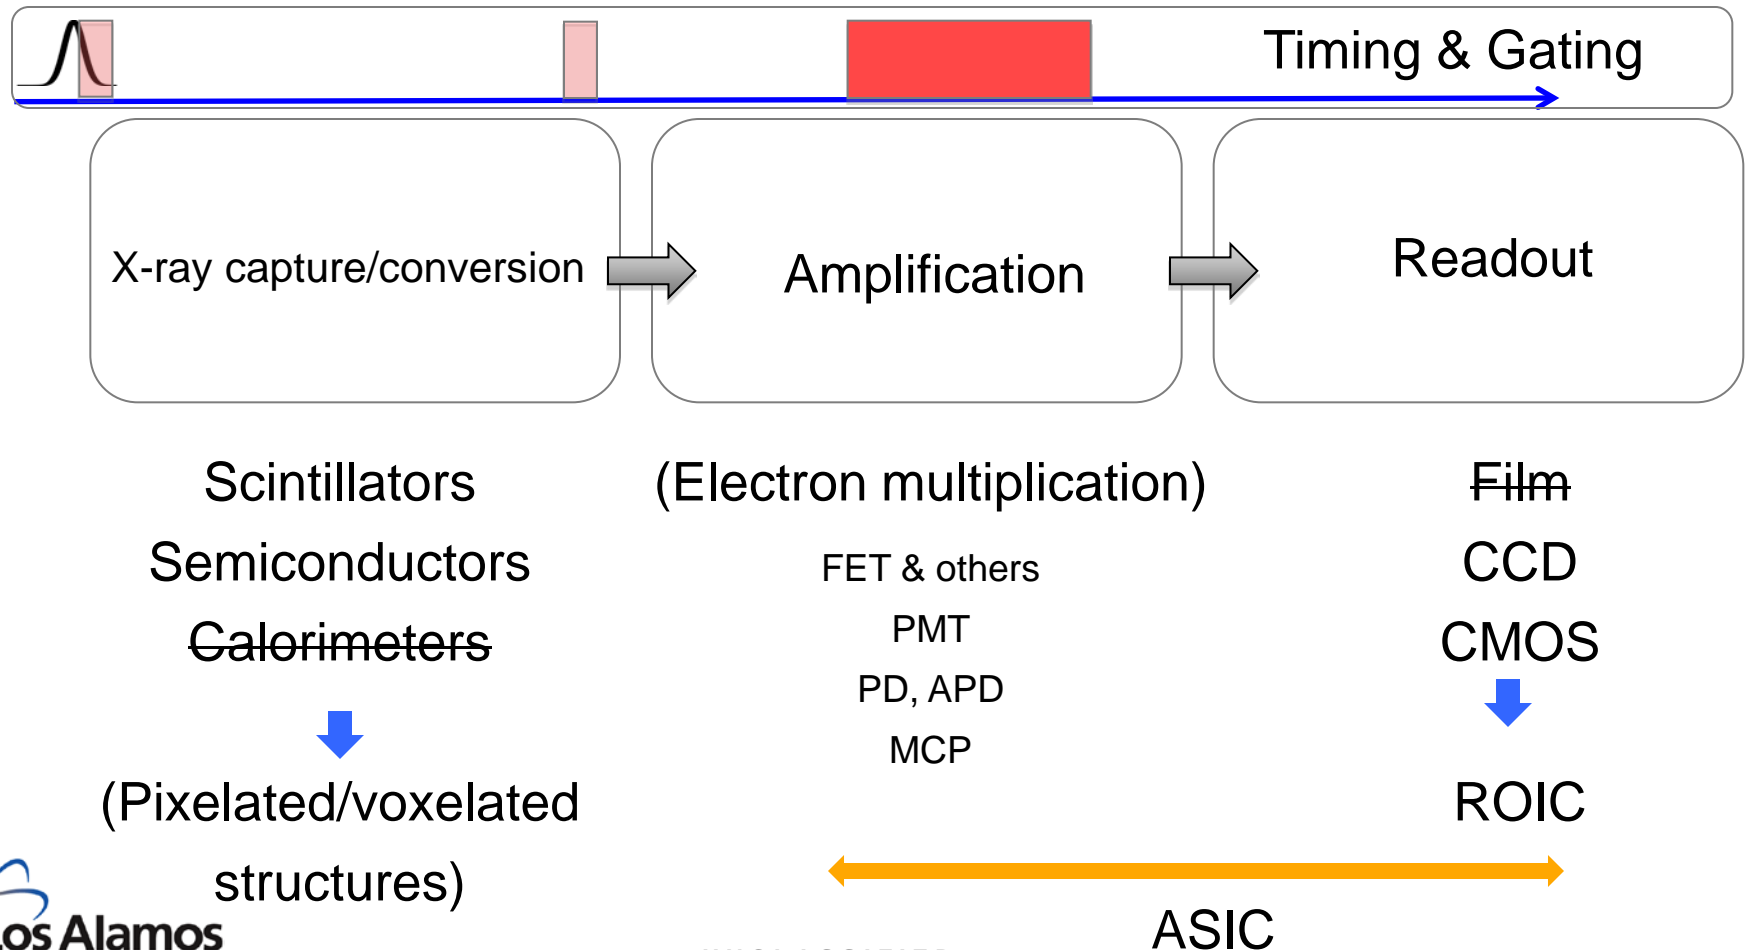 Timing & Gating
X-ray capture/conversion
Amplification
Readout
Scintillators
Semiconductors
Calorimeters
(Pixelated/voxelated
structures)
(Electron multiplication)
FET & others
PMT
PD, APD
MCP
Film
CCD
CMOS
ROIC
ASIC
Los Alamos